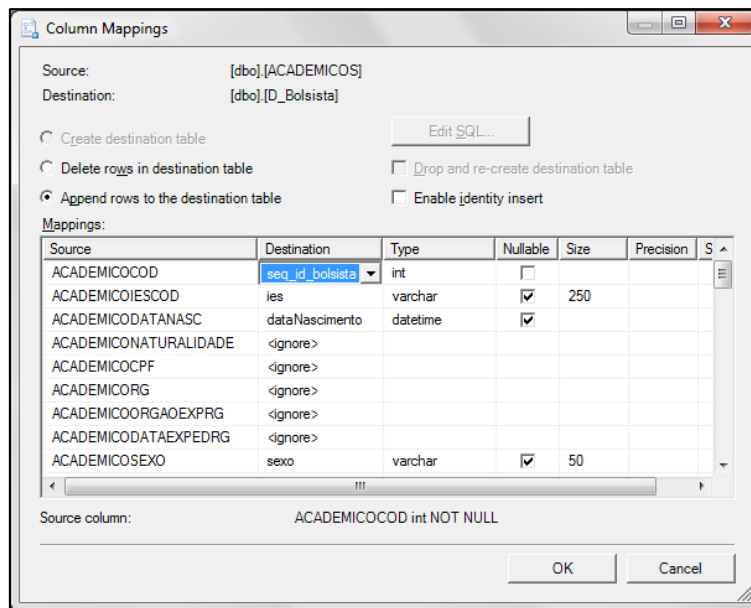 Column Mappings
Source: [dbo].[ACADEMICOS]
Destination: [dbo].[D_Bolsista]
Create destination table Edit SQL...
Delete rows in destination table Drop and re-create destination table
Append rows to the destination table Enable identity insert
Mappings:
Source Destination Type Nullable Size Precision S
ACADEMICOCOD seq_id_bolsista int
ACADEMICOIESCOD ies varchar 250
ACADEMICODATANASC dataNascimento datetime
ACADEMICONATURALIDADE <ignore>
ACADEMICOCPF <ignore>
ACADEMICORG <ignore>
ACADEMICOORGAOEXPRG <ignore>
ACADEMICODATAEXPEDRG <ignore>
ACADEMICOSEXO sexo varchar 50
Source column: ACADEMICOCOD int NOT NULL
OK Cancel